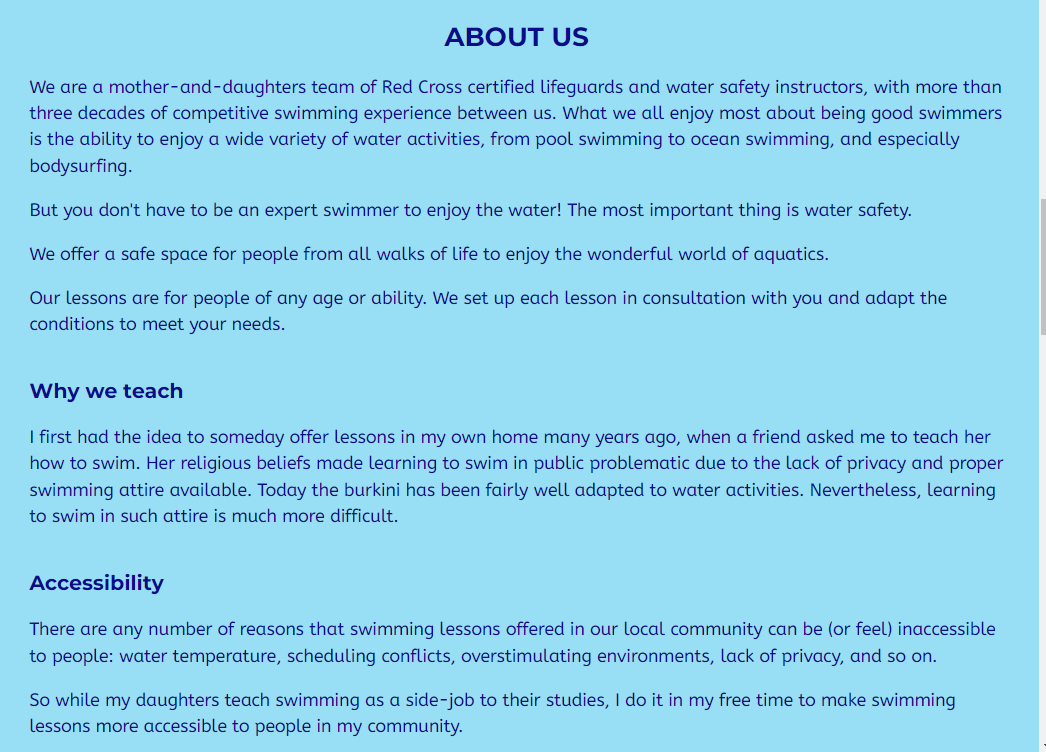 ABOUT US
We are a mother-and-daughters team of Red Cross certified lifeguards and water safety instructors, with more than
three decades of competitive swimming experience between us. What we all enjoy most about being good swimmers
is the ability to enjoy a wide variety of water activities, from pool swimming to ocean swimming, and especially
bodysurfing.
But you don't have to be an expert swimmer to enjoy the water! The most important thing is water safety.
We offer a safe space for people from all walks of life to enjoy the wonderful world of aquatics.
Our lessons are for people of any age or ability. We set up each lesson in consultation with you and adapt the
conditions to meet your needs.
Why we teach
I first had the idea to someday offer lessons in my own home many years ago, when a friend asked me to teach her
how to swim. Her religious beliefs made learning to swim in public problematic due to the lack of privacy and proper
swimming attire available. Today the burkini has been fairly well adapted to water activities. Nevertheless, learning
to swim in such attire is much more difficult.
Accessibility
There are any number of reasons that swimming lessons offered in our local community can be (or feel) inaccessible
to people: water temperature, scheduling conflicts, overstimulating environments, lack of privacy, and so on.
So while my daughters teach swimming as a side-job to their studies, I do it in my free time to make swimming
lessons more accessible to people in my community.